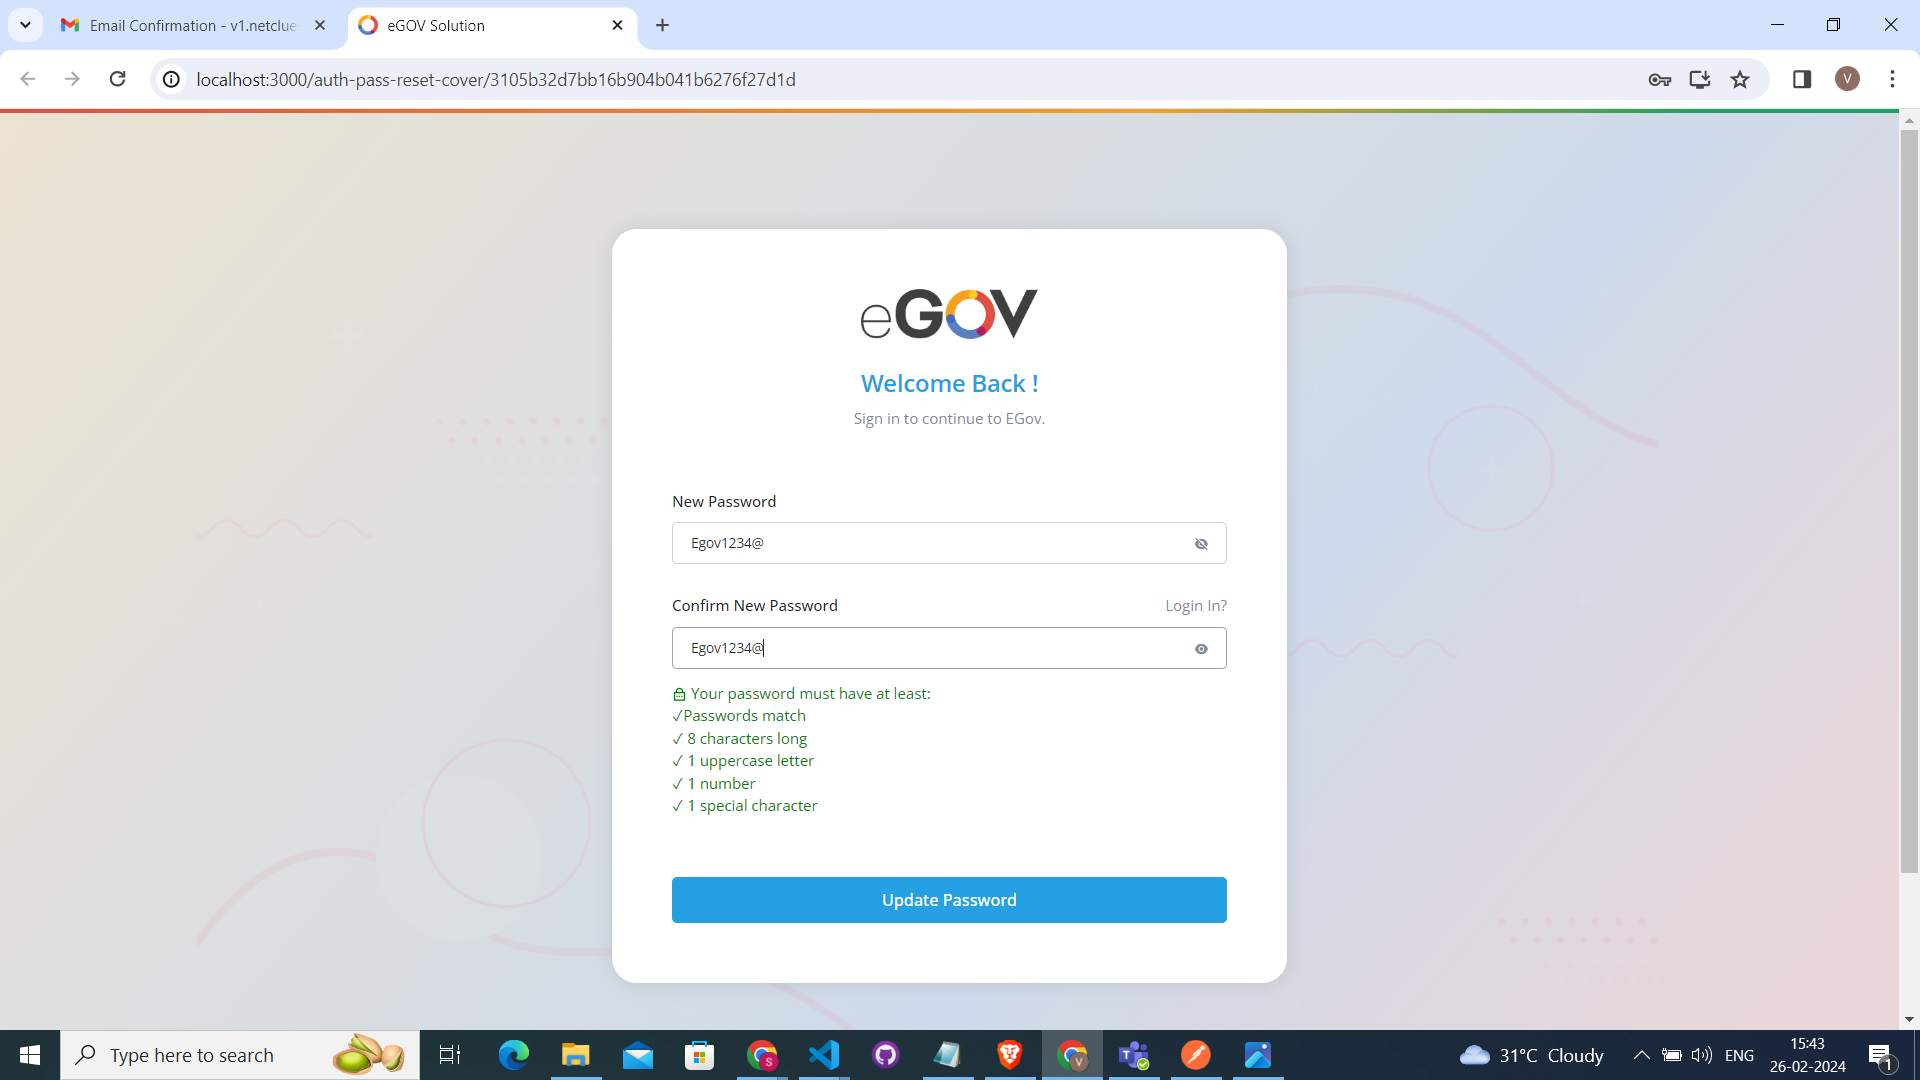 Email Confirmation - v1.netclue
eGOV Solution
localhost:3000/auth-pass-reset-cover/3105b32d7bb16b904b041b6276f27d1d
V
eGOV
Welcome Back !
Sign in to continue to EGov.
New Password
Egov1234@
Confirm New Password
Login In?
Egov1234@
Your password must have at least:
✓Passwords match
✓ 8 characters long
✓ 1 uppercase letter
✓ 1 number
✓ 1 special character
Update Password
Type here to search
S
V
31°C Cloudy
ENG
15:43
26-02-2024
1